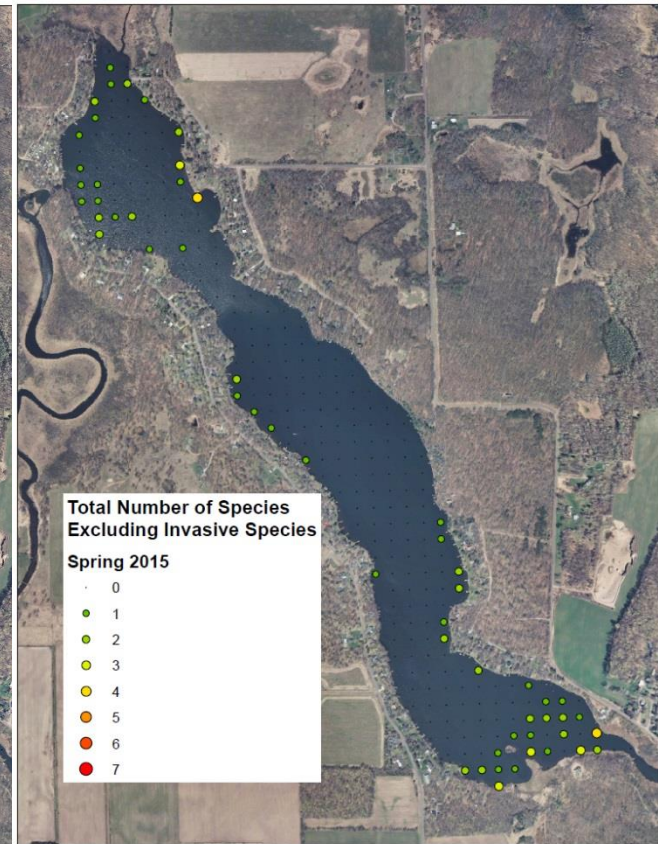 Total Number of Species
Excluding Invasive Species
Spring 2015
0
1
2
3
4
5
6
7